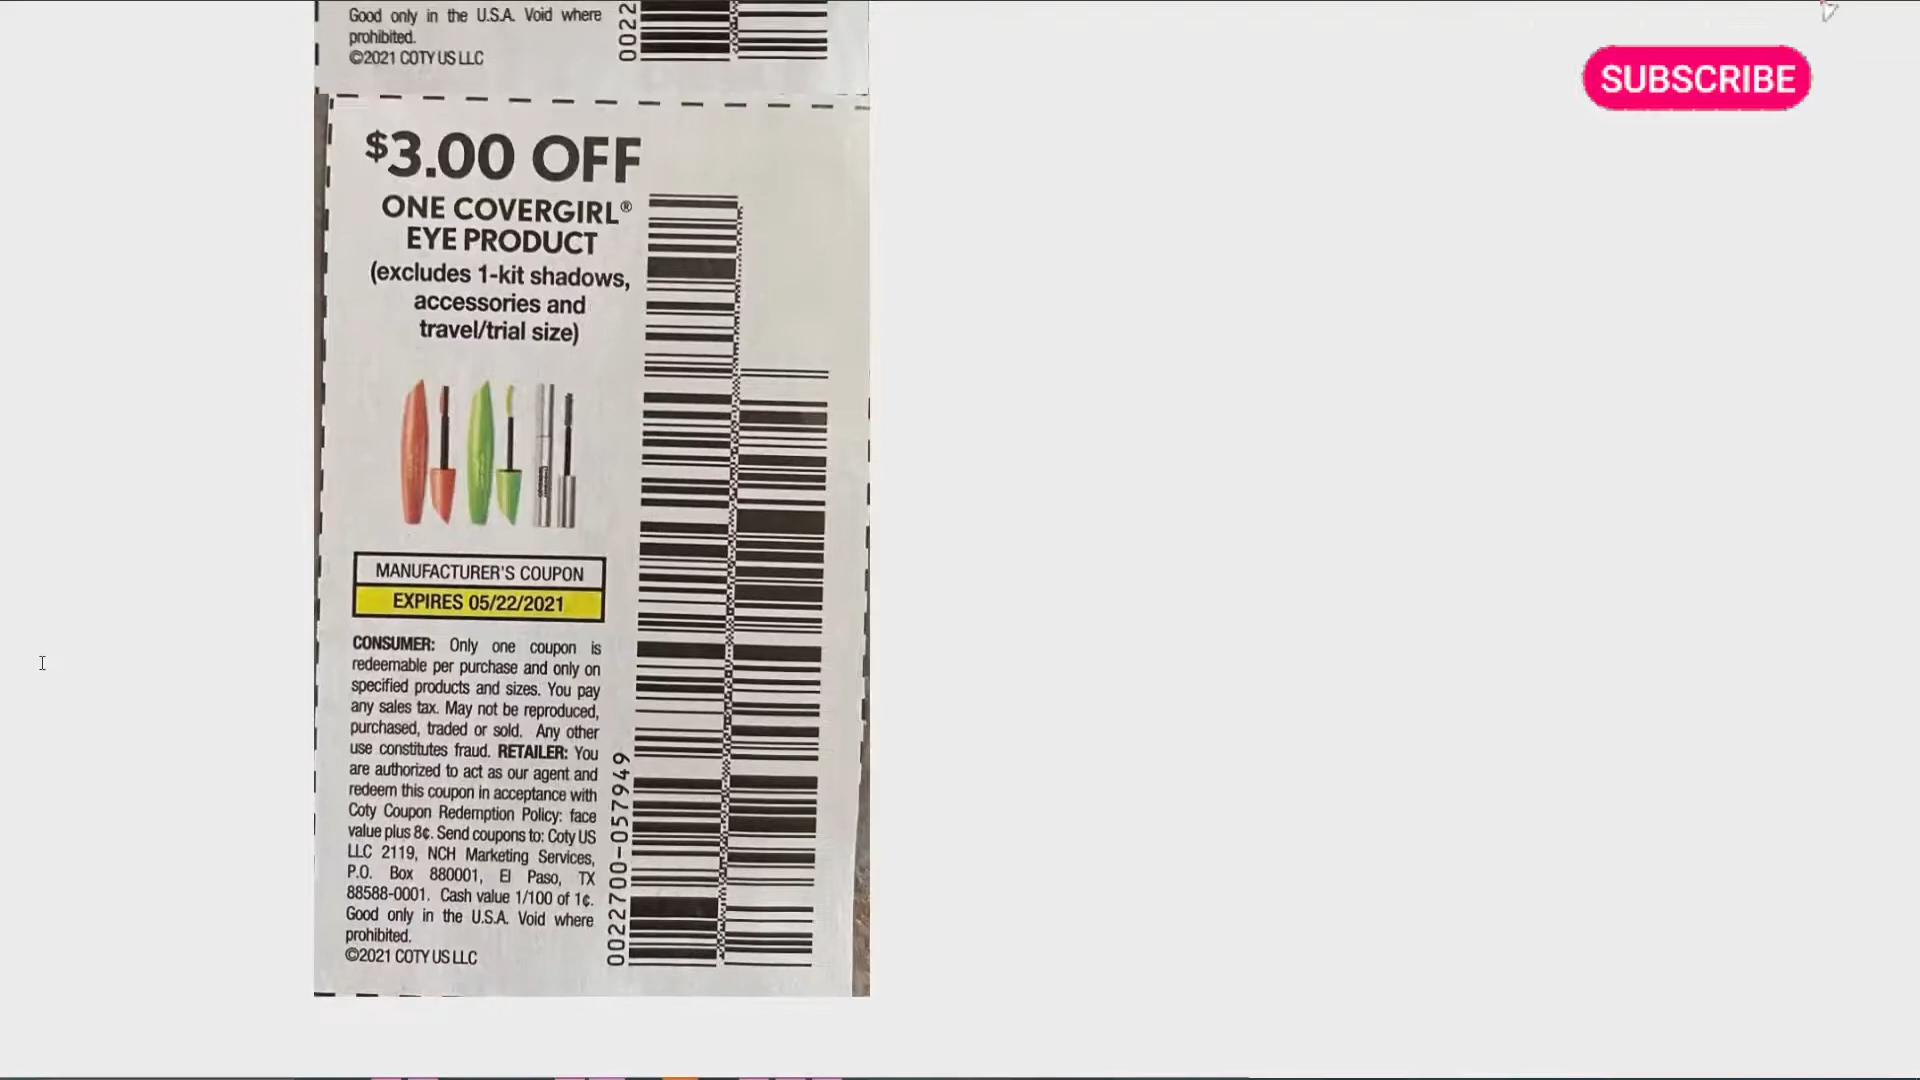 Good only in the U.S.A. Void where
prohibited.
©2021 COTY US LLC
0022
SUBSCRIBE
$3.00 OFF
ONE COVERGIRL®
EYE PRODUCT
(excludes 1-kit shadows,
accessories and
travel/trial size)
MANUFACTURER'S COUPON
EXPIRES 05/22/2021
CONSUMER: Only one coupon is
redeemable per purchase and only on
specified products and sizes. You pay
any sales tax. May not be reproduced,
purchased, traded or sold. Any other
use constitutes fraud. RETAILER: You
are authorized to act as our agent and
redeem this coupon in acceptance with
Coty Coupon Redemption Policy: face
value plus 8¢. Send coupons to: Coty US
LLC 2119, NCH Marketing Services,
P.O. Box 880001, El Paso, TX
88588-0001. Cash value 1/100 of 1¢.
Good only in the U.S.A. Void where
prohibited.
©2021 COTY US LLC
0022700-057949